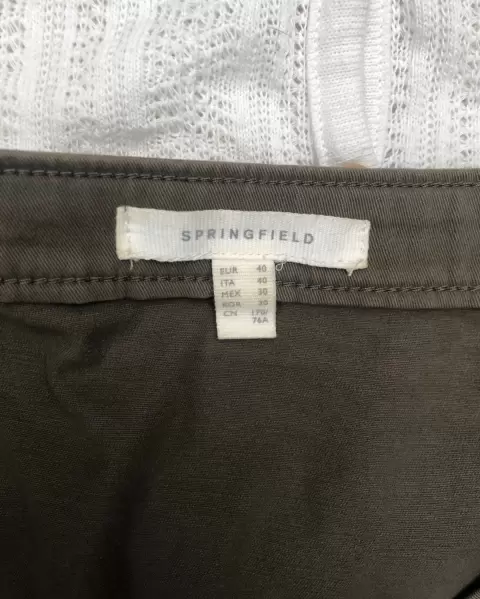 SPRINGFIELD
EUR 40
ITA 40
MEX 30
KOR 30
CN 170/
76A